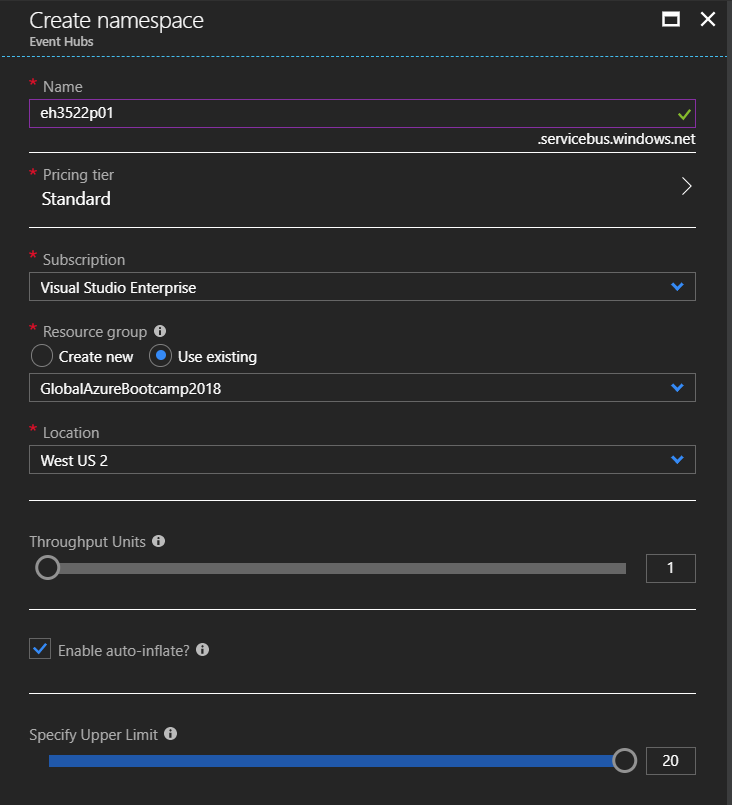 Create namespace
Event Hubs
* Name
eh3522p01
.servicebus.windows.net
* Pricing tier
Standard
* Subscription
Visual Studio Enterprise
* Resource group
Create new Use existing
GlobalAzureBootcamp2018
* Location
West US 2
Throughput Units
1
Enable auto-inflate?
Specify Upper Limit
20